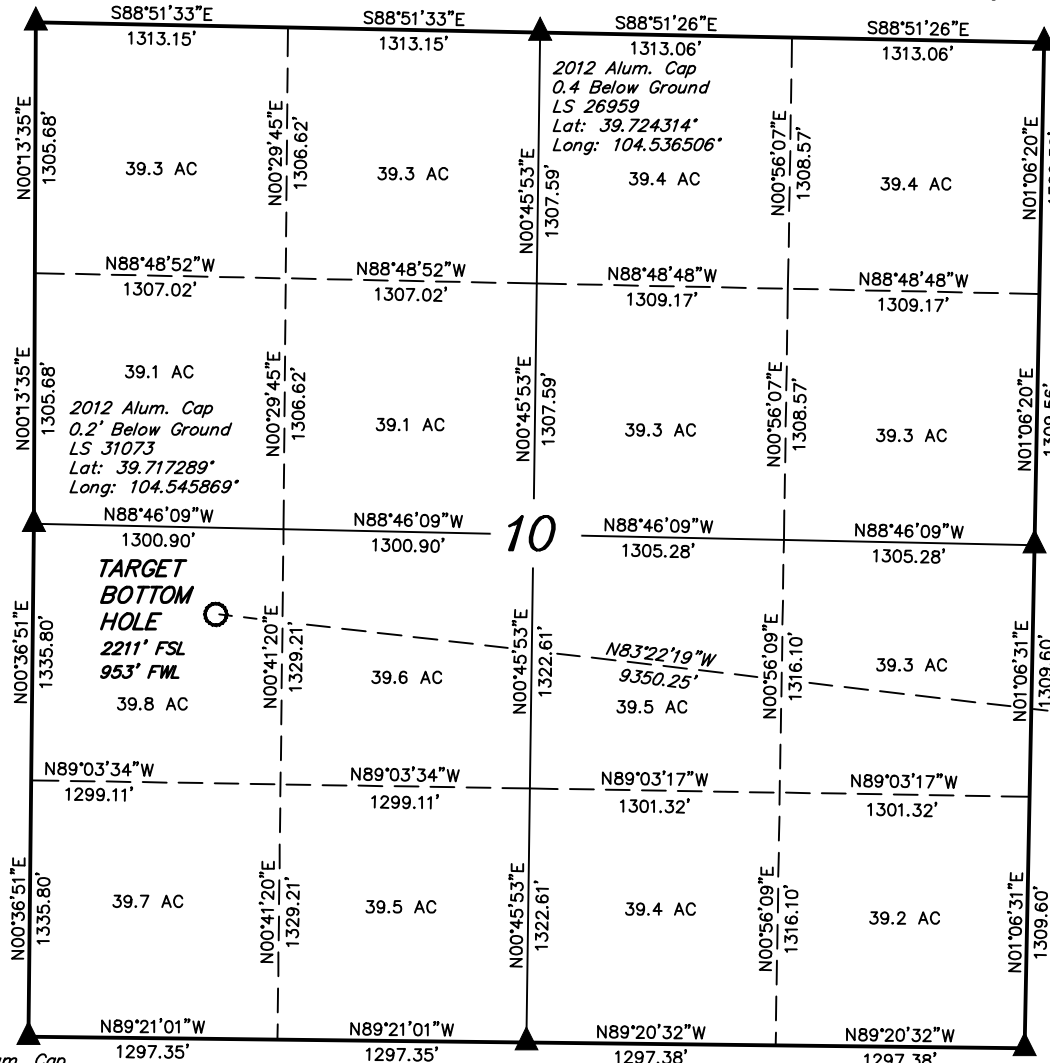 S88°51'33"E
1313.15'
S88°51'33"E
1313.15'
S88°51'26"E
1313.06'
S88°51'26"E
1313.06'
2012 Alum. Cap
0.4 Below Ground
LS 26959
Lat: 39.724314°
Long: 104.536506°
N00°13'35"E
1305.68'
39.3 AC
N00°29'45"E
1306.62'
39.3 AC
N00°45'53"E
1307.59'
39.4 AC
N00°56'07"E
1308.57'
39.4 AC
N01°06'20"E
N88°48'52"W
1307.02'
N88°48'52"W
1307.02'
N88°48'48"W
1309.17'
N88°48'48"W
1309.17'
N00°13'35"E
1305.68'
39.1 AC
2012 Alum. Cap
0.2' Below Ground
LS 31073
Lat: 39.717289°
Long: 104.545869°
N00°29'45"E
1306.62'
39.1 AC
N00°45'53"E
1307.59'
39.3 AC
N00°56'07"E
1308.57'
39.3 AC
N01°06'20"E
1309.56'
N88°46'09"W
1300.90'
N88°46'09"W
1300.90'
10
N88°46'09"W
1305.28'
N88°46'09"W
1305.28'
TARGET
BOTTOM
HOLE
2211' FSL
953' FWL
39.8 AC
N00°36'51"E
1335.80'
N00°41'20"E
1329.21'
39.6 AC
N00°45'53"E
1322.61'
N83°22'19"W
9350.25'
39.5 AC
N00°56'09"E
1316.10'
39.3 AC
N01°06'31"E
1309.60'
N89°03'34"W
1299.11'
N89°03'34"W
1299.11'
N89°03'17"W
1301.32'
N89°03'17"W
1301.32'
N00°36'51"E
1335.80'
39.7 AC
N00°41'20"E
1329.21'
39.5 AC
N00°45'53"E
1322.61'
39.4 AC
N00°56'09"E
1316.10'
39.2 AC
N01°06'31"E
1309.60'
N89°21'01"W
1297.35'
N89°21'01"W
1297.35'
N89°20'32"W
1297.38'
N89°20'32"W
1297.38'
Cap